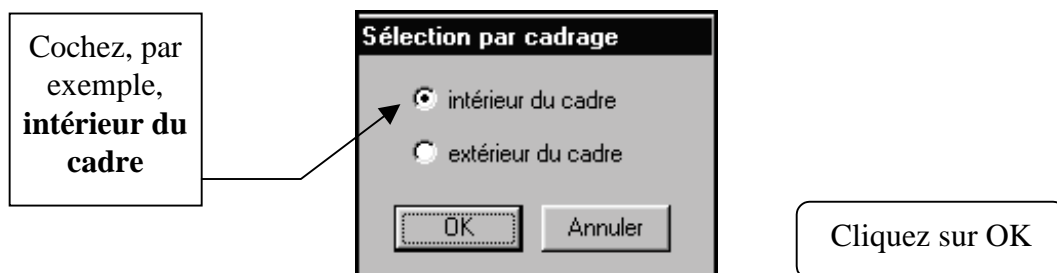 Cochez, par
exemple,
intérieur du
cadre
Sélection par cadrage
intérieur du cadre
extérieur du cadre
OK
Annuler
Cliquez sur OK